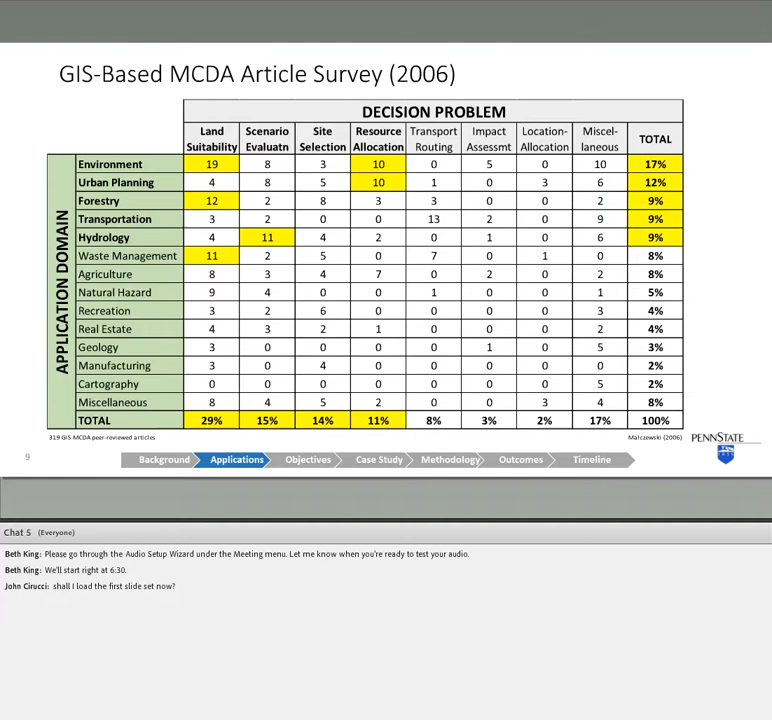 GIS-Based MCDA Article Survey (2006)
DECISION PROBLEM
Land Suitability Scenario Evaluatn Site Selection Resource Allocation Transport Routing Impact Assessmt Location-Allocation Miscel-laneous TOTAL
APPLICATION DOMAIN
Environment 19 8 3 10 0 5 0 10 17%
Urban Planning 4 8 5 10 1 0 3 6 12%
Forestry 12 2 8 3 3 0 0 2 9%
Transportation 3 2 0 0 13 2 0 9 9%
Hydrology 4 11 4 2 0 1 0 6 9%
Waste Management 11 2 5 0 7 0 1 0 8%
Agriculture 8 3 4 7 0 2 0 2 8%
Natural Hazard 9 4 0 0 1 0 0 1 5%
Recreation 3 2 6 0 0 0 0 3 4%
Real Estate 4 3 2 1 0 0 0 2 4%
Geology 3 0 0 0 0 1 0 5 3%
Manufacturing 3 0 4 0 0 0 0 0 2%
Cartography 0 0 0 0 0 0 0 5 2%
Miscellaneous 8 4 5 2 0 0 3 4 8%
TOTAL 29% 15% 14% 11% 8% 3% 2% 17% 100%
319 GIS-MCDA peer-reviewed articles
Malczewski (2006)
PENNSTATE
9
Background Applications Objectives Case Study Methodology Outcomes Timeline
Chat 5 (Everyone)
Beth King: Please go through the Audio Setup Wizard under the Meeting menu. Let me know when you're ready to test your audio.
Beth King: We'll start right at 6:30.
John Cirucci: shall I load the first slide set now?